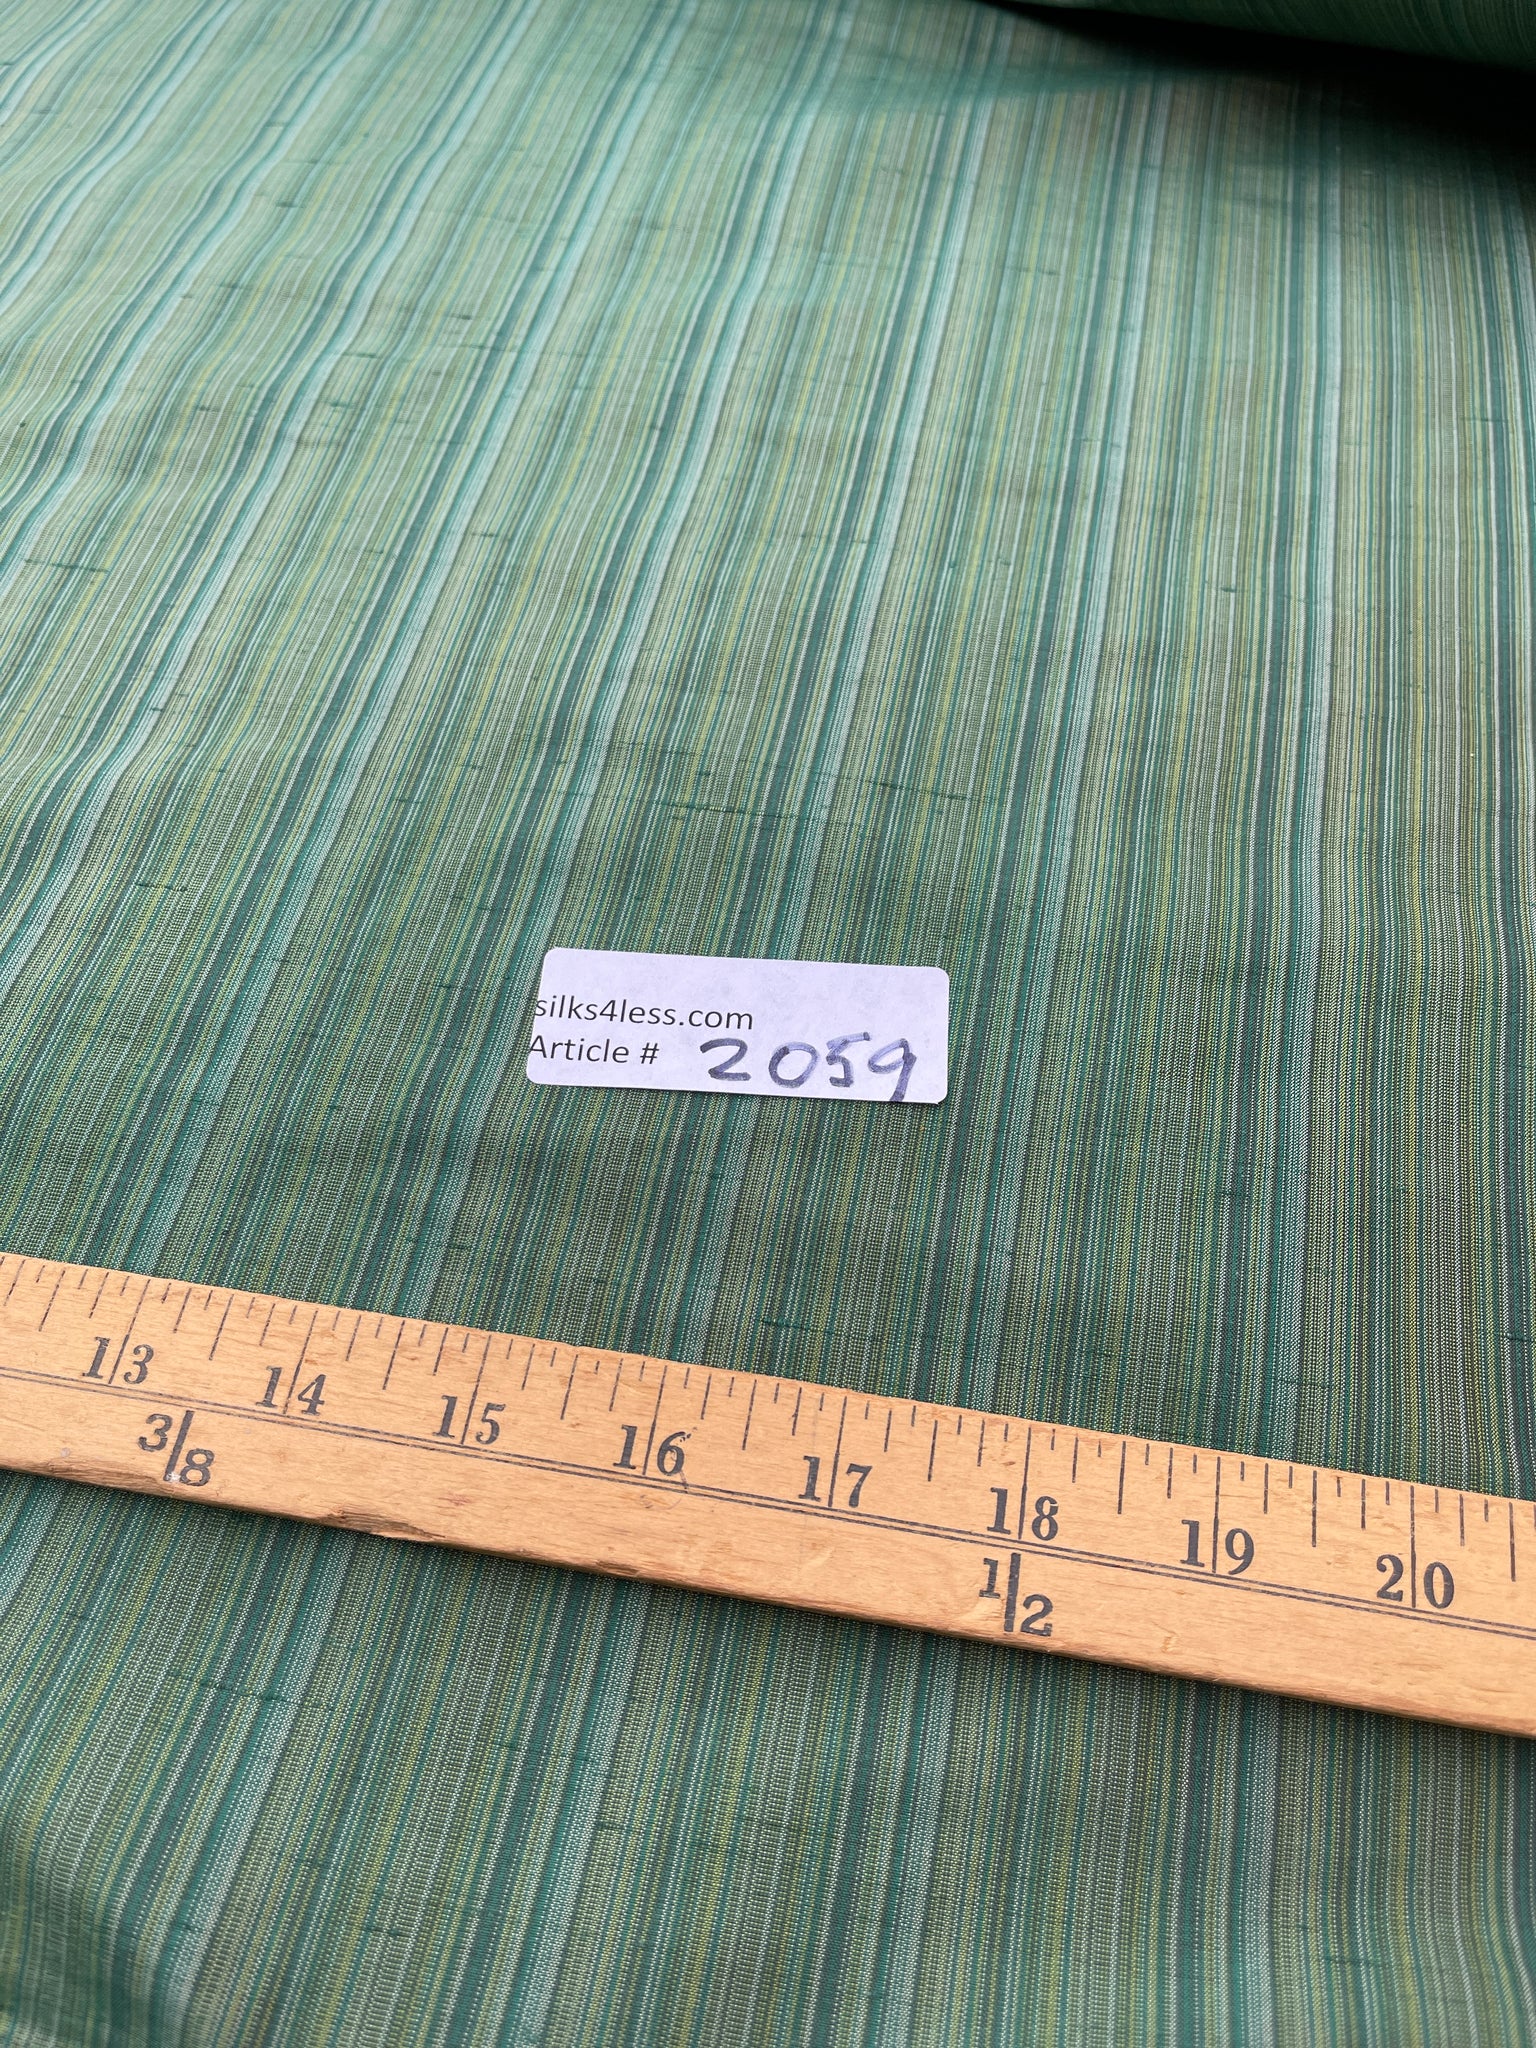 silks4less.com
Article # 2059
13 14 15 16 17 18 19 20
3/8 1/2